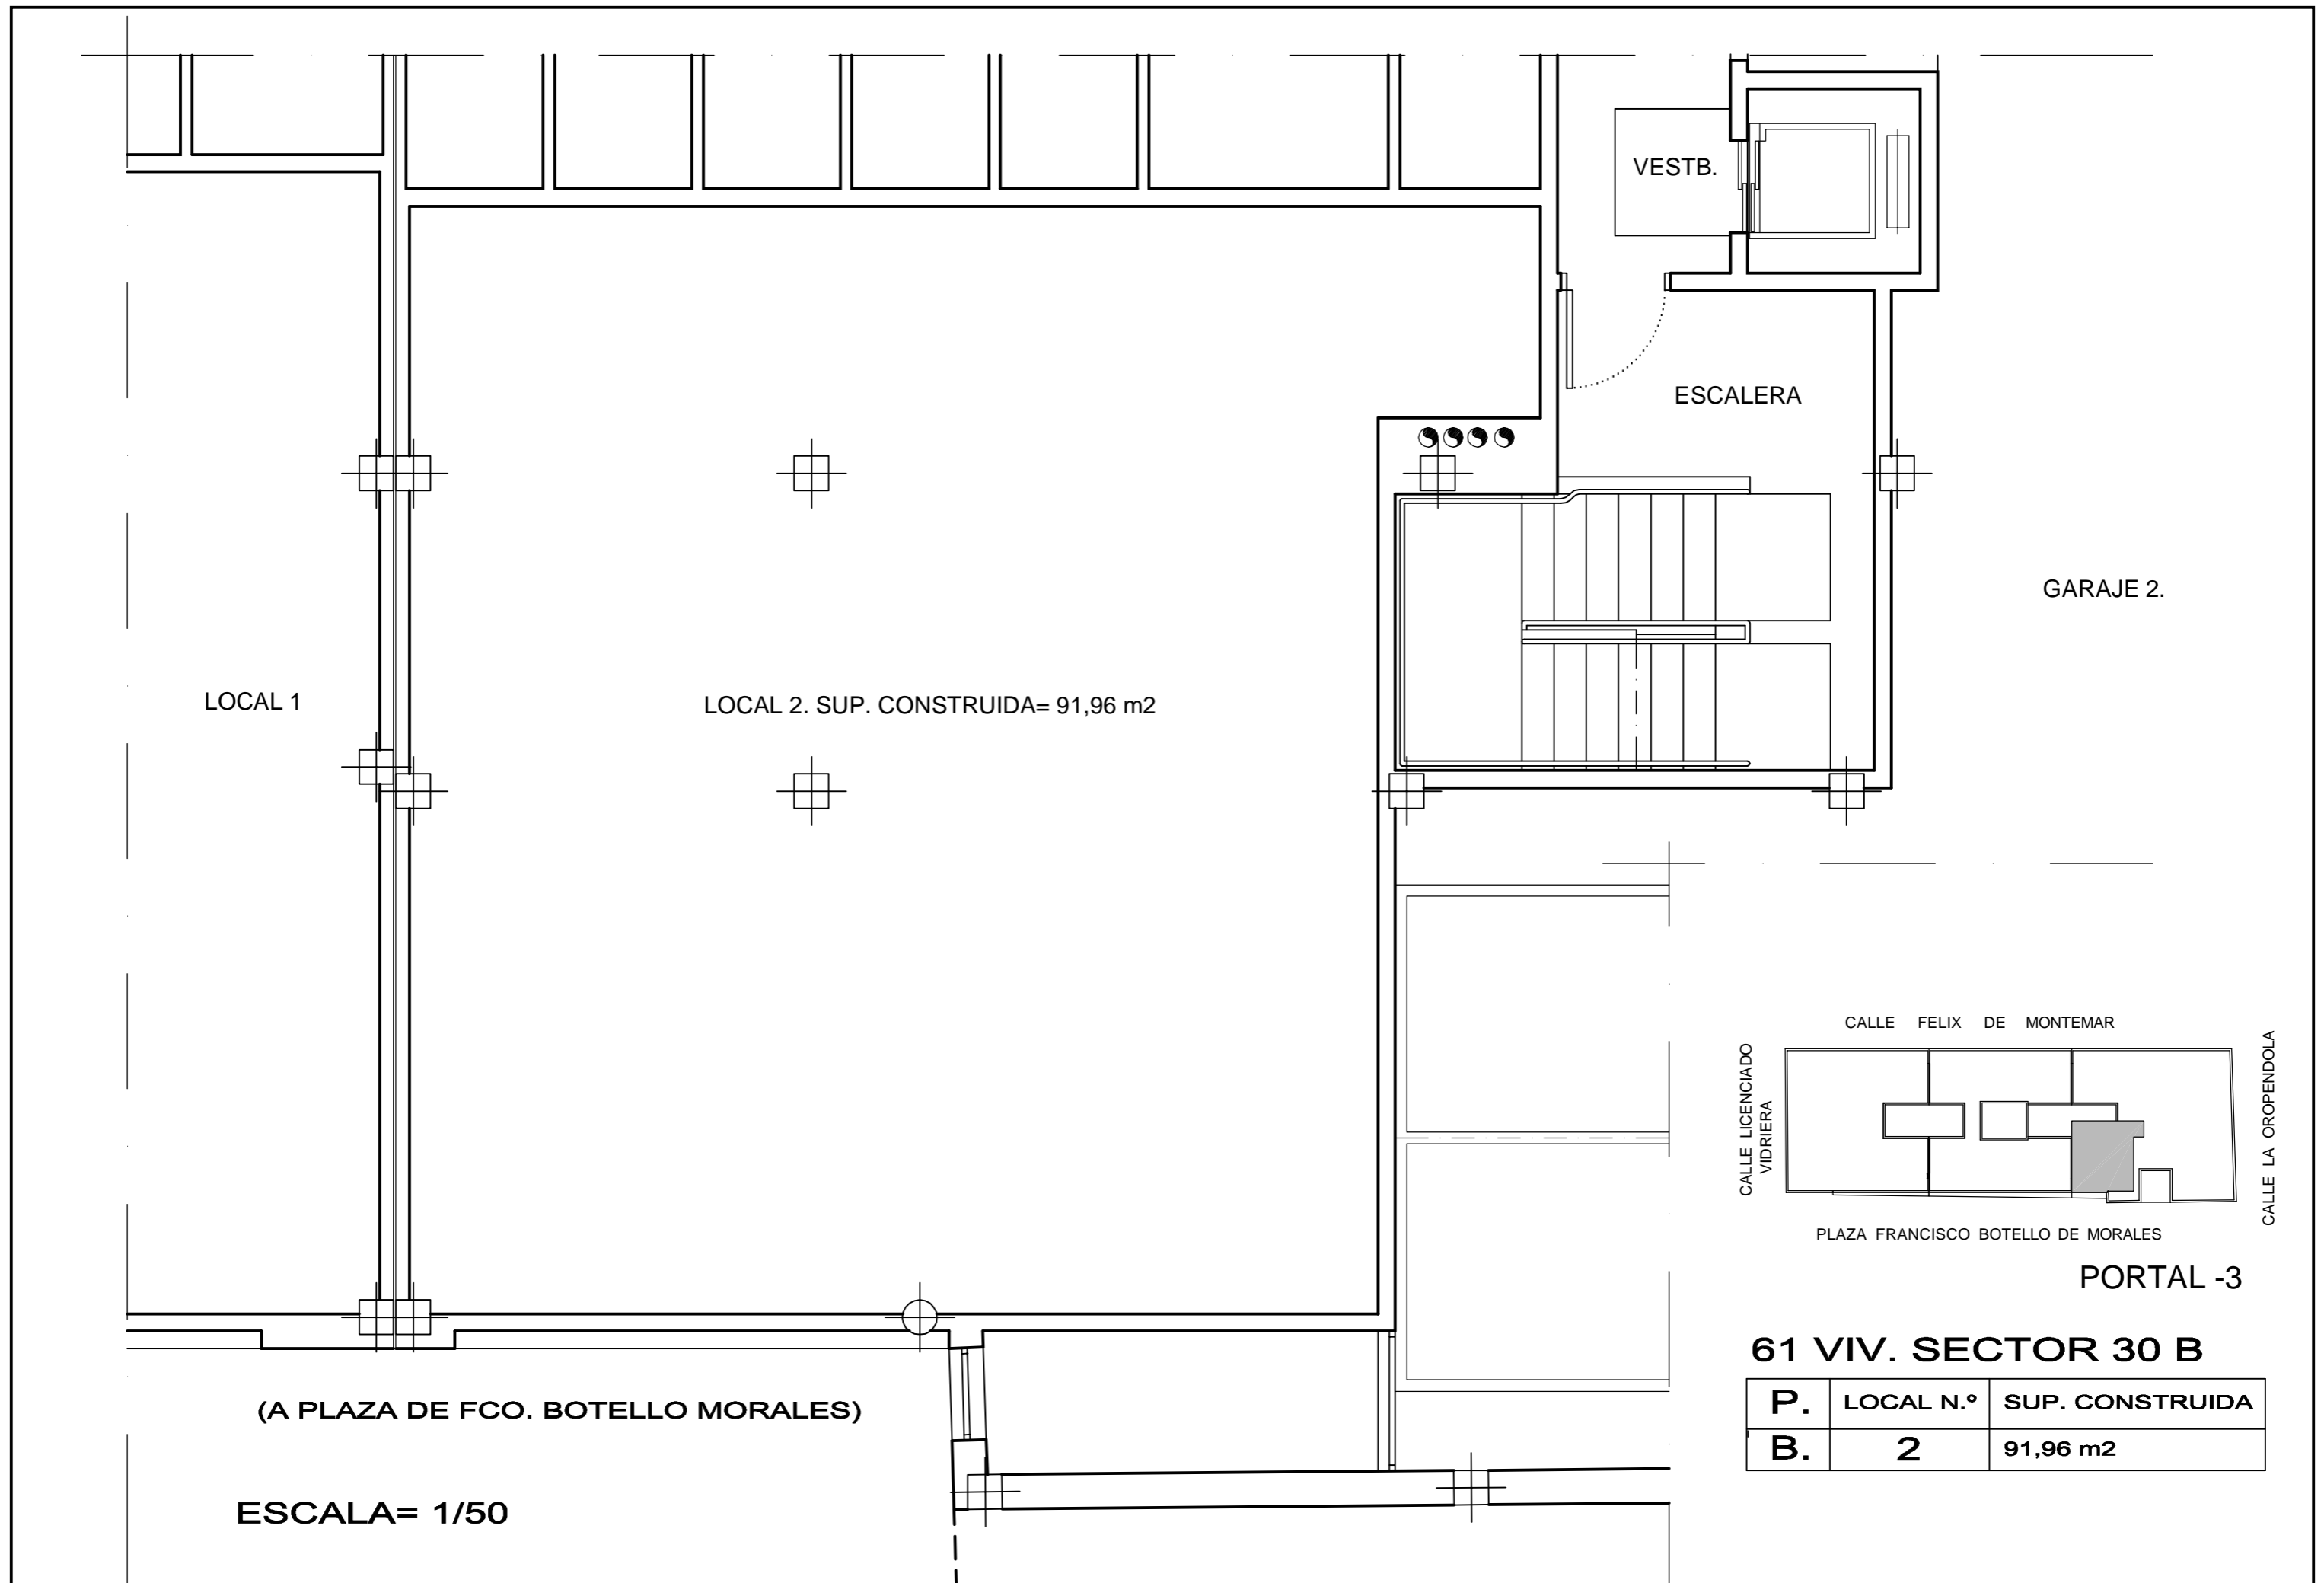 VESTB.
ESCALERA
GARAJE 2.
LOCAL 1
LOCAL 2. SUP. CONSTRUIDA= 91,96 m2
CALLE FELIX DE MONTEMAR
CALLE LICENCIADO
VIDRIERA
CALLE LA OROPENDOLA
PLAZA FRANCISCO BOTELLO DE MORALES
PORTAL -3
61 VIV. SECTOR 30 B
P. LOCAL N.º SUP. CONSTRUIDA
B. 2 91,96 m2
(A PLAZA DE FCO. BOTELLO MORALES)
ESCALA= 1/50